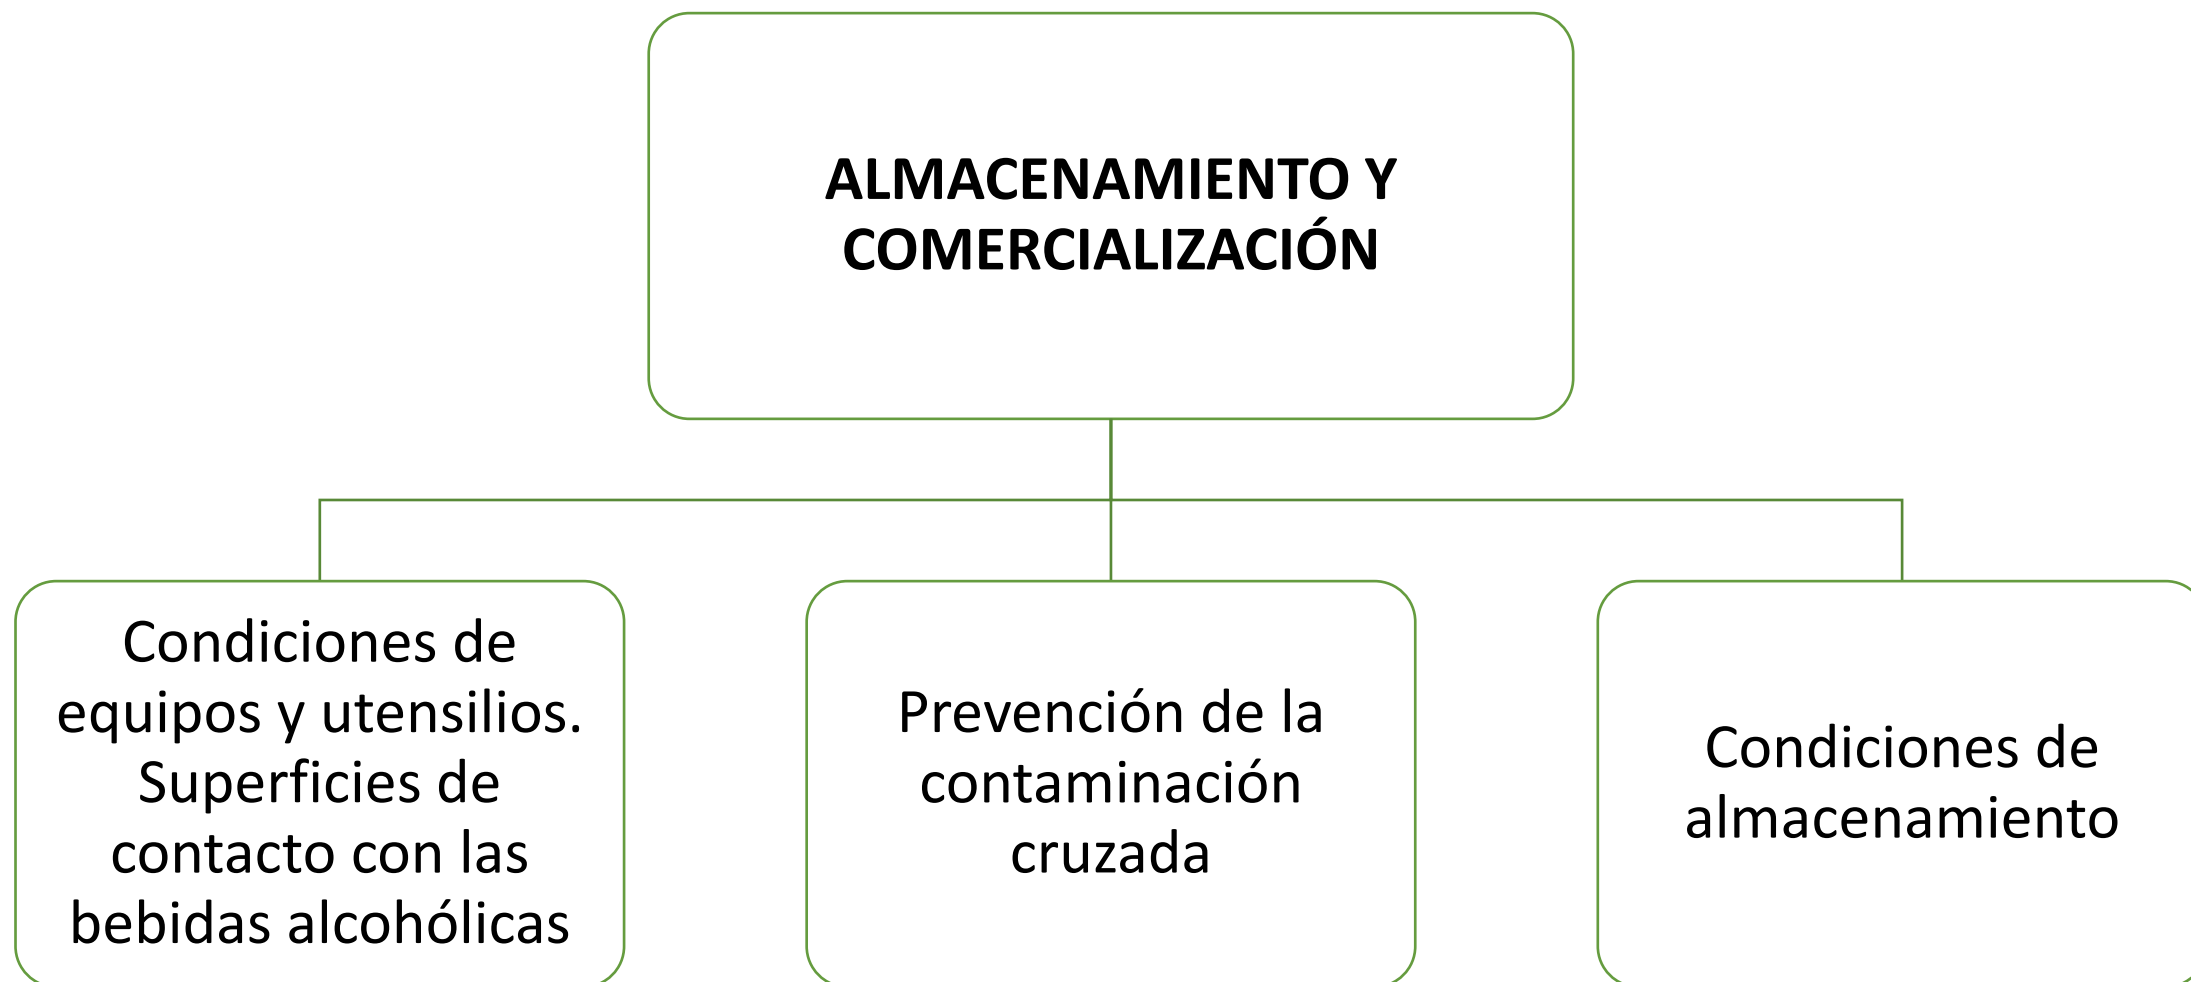 ALMACENAMIENTO Y
COMERCIALIZACIÓN
Condiciones de
equipos y utensilios.
Superficies de
contacto con las
bebidas alcohólicas
Prevención de la
contaminación
cruzada
Condiciones de
almacenamiento